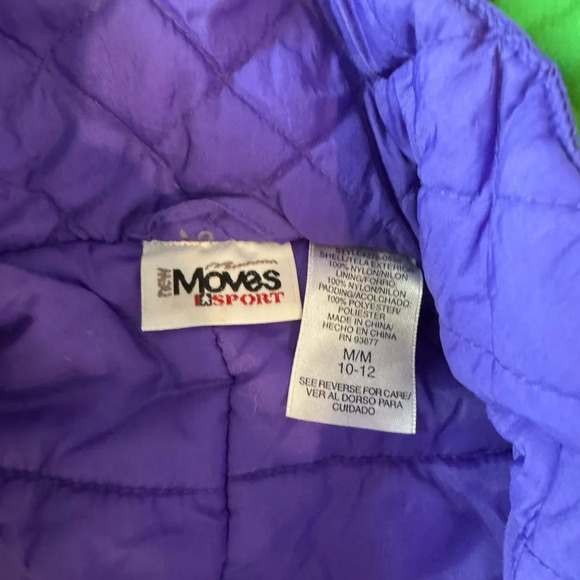 new
Moves
SPORT
SHELL/TELA EXTERIOR
100% NYLON/NILON
LINING/FORRO:
100% NYLON/NILON
PADDING/ACOLCHADO:
100% POLYESTER/
POLIESTER
MADE IN CHINA/
HECHO EN CHINA
RN 93677
M/M
10-12
SEE REVERSE FOR CARE/
VER AL DORSO PARA
CUIDADO